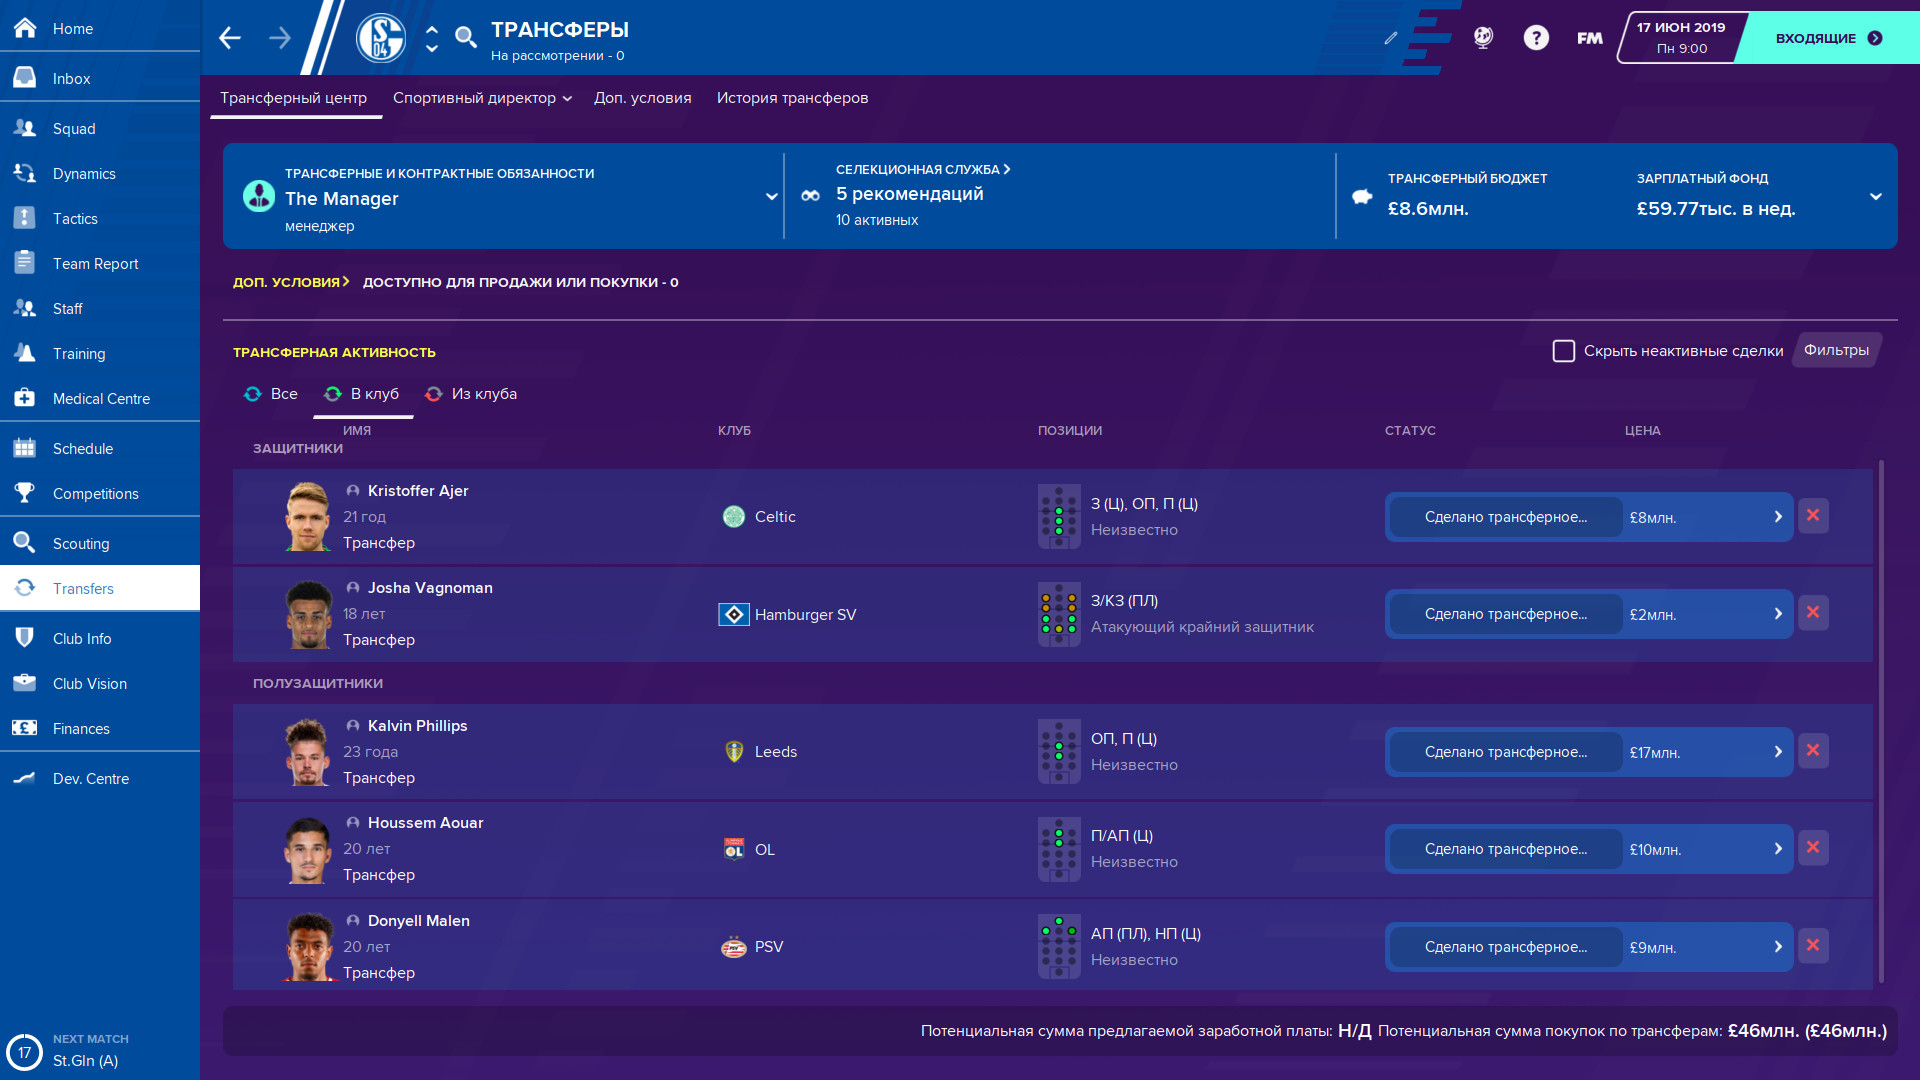 Home
Inbox
Squad
Dynamics
Tactics
Team Report
Staff
Training
Medical Centre
Schedule
Competitions
Scouting
Transfers
Club Info
Club Vision
Finances
Dev. Centre
17
NEXT MATCH
St.Gln (A)
ТРАНСФЕРЫ
На рассмотрении - 0
FM
17 ИЮН 2019
Пн 9:00
ВХОДЯЩИЕ
Трансферный центр Спортивный директор Доп. условия История трансферов
ТРАНСФЕРНЫЕ И КОНТРАКТНЫЕ ОБЯЗАННОСТИ
The Manager
менеджер
СЕЛЕКЦИОННАЯ СЛУЖБА
5 рекомендаций
10 активных
ТРАНСФЕРНЫЙ БЮДЖЕТ
£8.6млн.
ЗАРПЛАТНЫЙ ФОНД
£59.77тыс. в нед.
ДОП. УСЛОВИЯ ДОСТУПНО ДЛЯ ПРОДАЖИ ИЛИ ПОКУПКИ - 0
ТРАНСФЕРНАЯ АКТИВНОСТЬ
Скрыть неактивные сделки Фильтры
Все В клуб Из клуба
ИМЯ КЛУБ ПОЗИЦИИ СТАТУС ЦЕНА
ЗАЩИТНИКИ
Kristoffer Ajer
21 год
Трансфер
Celtic
З (Ц), ОП, П (Ц)
Неизвестно
Сделано трансферное... £8млн.
Josha Vagnoman
18 лет
Трансфер
Hamburger SV
З/КЗ (ПЛ)
Атакующий крайний защитник
Сделано трансферное... £2млн.
ПОЛУЗАЩИТНИКИ
Kalvin Phillips
23 года
Трансфер
Leeds
ОП, П (Ц)
Неизвестно
Сделано трансферное... £17млн.
Houssem Aouar
20 лет
Трансфер
OL
П/АП (Ц)
Неизвестно
Сделано трансферное... £10млн.
Donyell Malen
20 лет
Трансфер
PSV
АП (ПЛ), НП (Ц)
Неизвестно
Сделано трансферное... £9млн.
Потенциальная сумма предлагаемой заработной платы: Н/Д Потенциальная сумма покупок по трансферам: £46млн. (£46млн.)